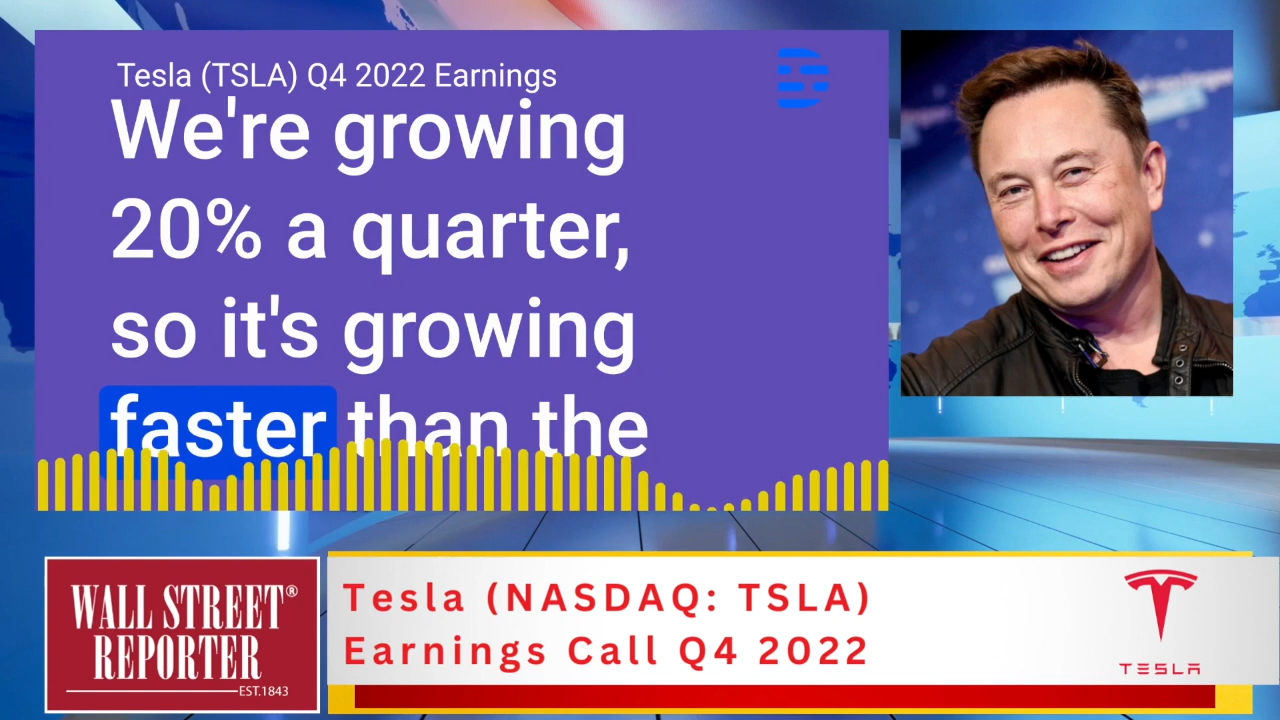 Tesla (TSLA) Q4 2022 Earnings
We're growing
20% a quarter,
so it's growing
faster than the
WALL STREET®
REPORTER
EST.1843
Tesla (NASDAQ: TSLA)
Earnings Call Q4 2022
TESLA